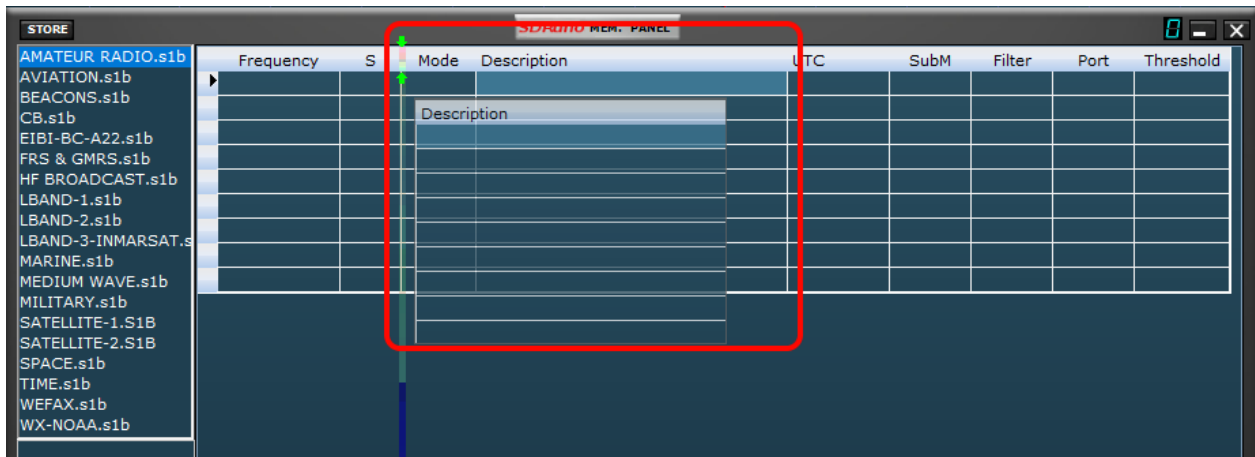 STORE
SDRuno MEM. PANEL
0
AMATEUR RADIO.s1b
AVIATION.s1b
BEACONS.s1b
CB.s1b
EIBI-BC-A22.s1b
FRS & GMRS.s1b
HF BROADCAST.s1b
LBAND-1.s1b
LBAND-2.s1b
LBAND-3-INMARSAT.s
MARINE.s1b
MEDIUM WAVE.s1b
MILITARY.s1b
SATELLITE-1.S1B
SATELLITE-2.S1B
SPACE.s1b
TIME.s1b
WEFAX.s1b
WX-NOAA.s1b
Frequency S Mode Description UTC SubM Filter Port Threshold
Description